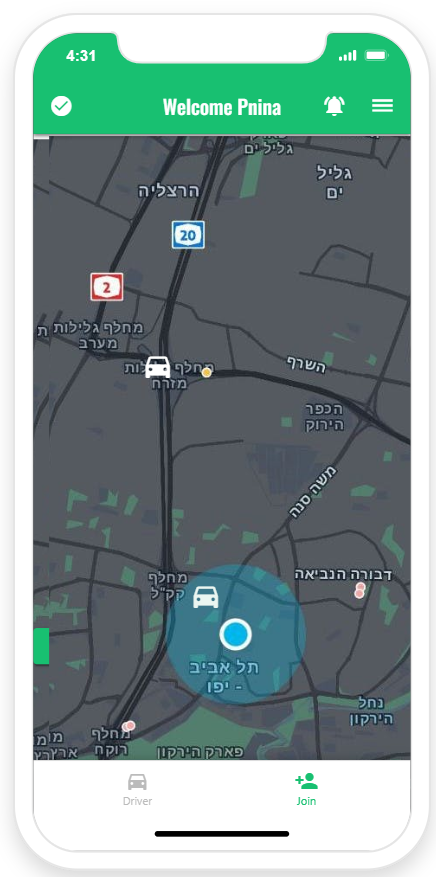 4:31
Welcome Pnina
גליל ים
גליל
ים
הרצליה
20
2
מחלף גלילות
מערב
מזרח
השרף
הכפר
הירוק
משה סנה
דבורה הנביאה
מחלף
קק"ל
תל אביב
- יפו
נחל
הירקון
מחלף
רוקח
פארק הירקון
Driver
Join